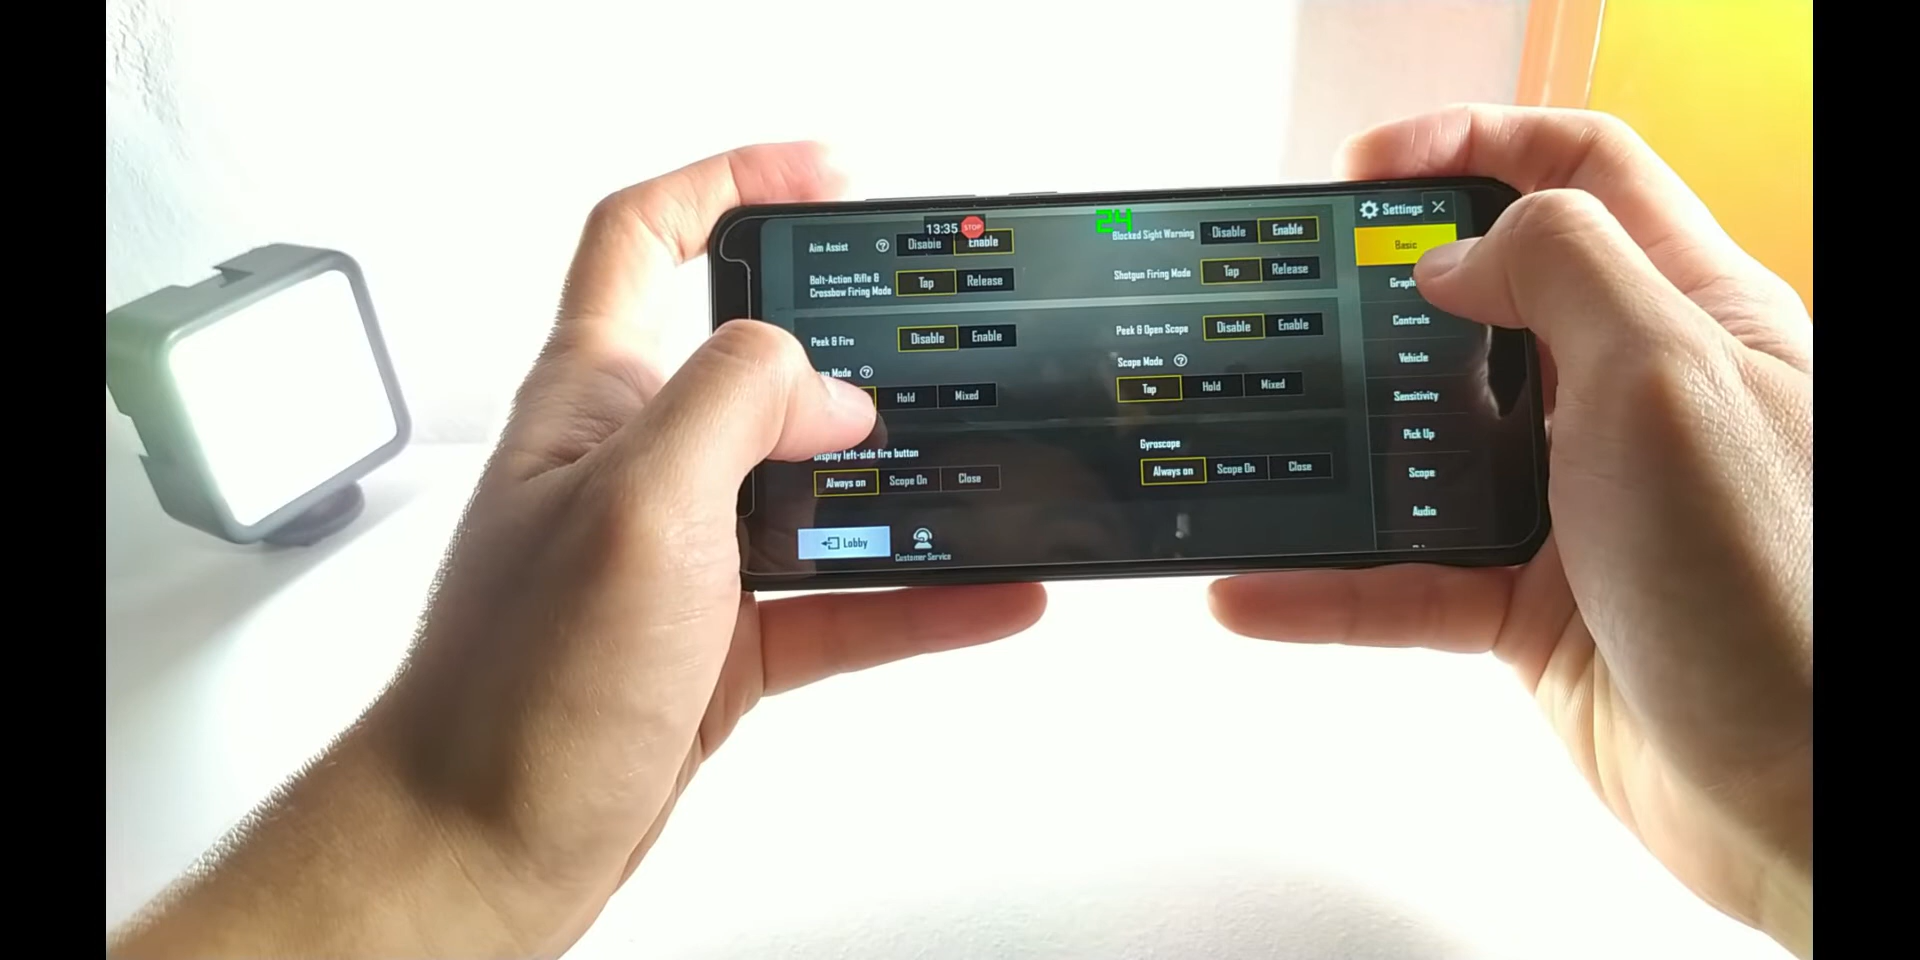 13:35 STOP
24
Settings
Aim Assist ? Disable Enable
Blocked Sight Warning Disable Enable
Basic
Bolt-Action Rifle &
Crossbow Firing Mode Tap Release
Shotgun Firing Mode Tap Release
Controls
Peek & Fire Disable Enable
Peek & Open Scope Disable Enable
Vehicle
Mode ?
Hold Mixed
Scope Mode ?
Tap Hold Mixed
Sensitivity
Pick Up
Display left-side fire button
Always on Scope On Close
Gyroscope
Always on Scope On Close
Scope
Audio
Lobby
Customer Service